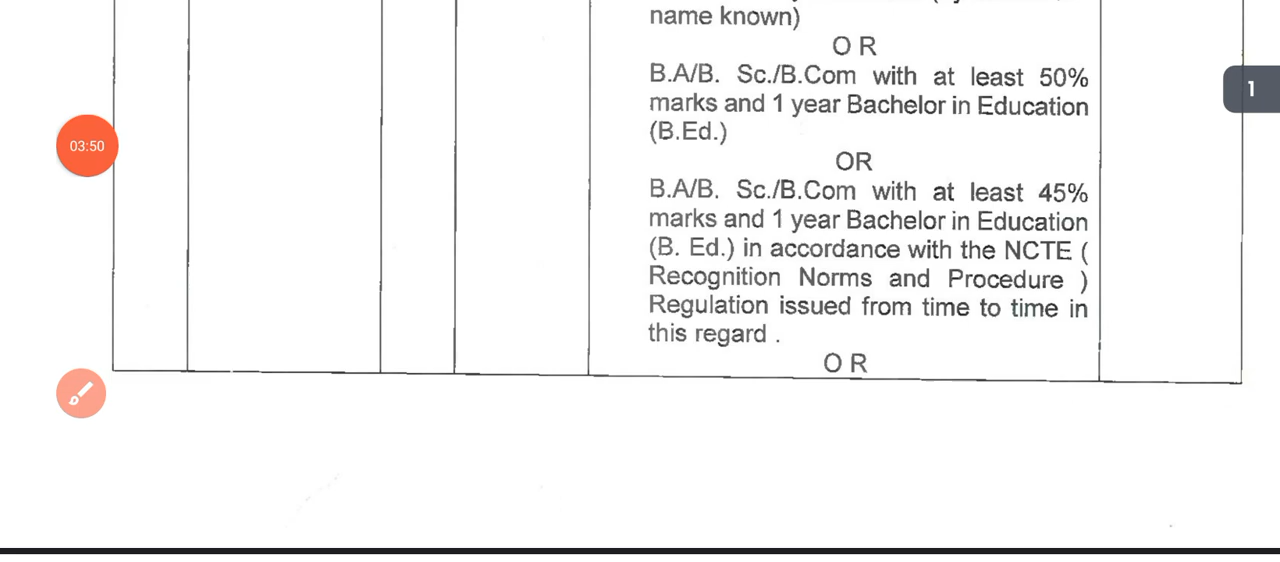 name known)
O R
B.A/B. Sc./B.Com with at least 50%
marks and 1 year Bachelor in Education
(B.Ed.)
OR
B.A/B. Sc./B.Com with at least 45%
marks and 1 year Bachelor in Education
(B. Ed.) in accordance with the NCTE (
Recognition Norms and Procedure )
Regulation issued from time to time in
this regard .
O R
03:50
1